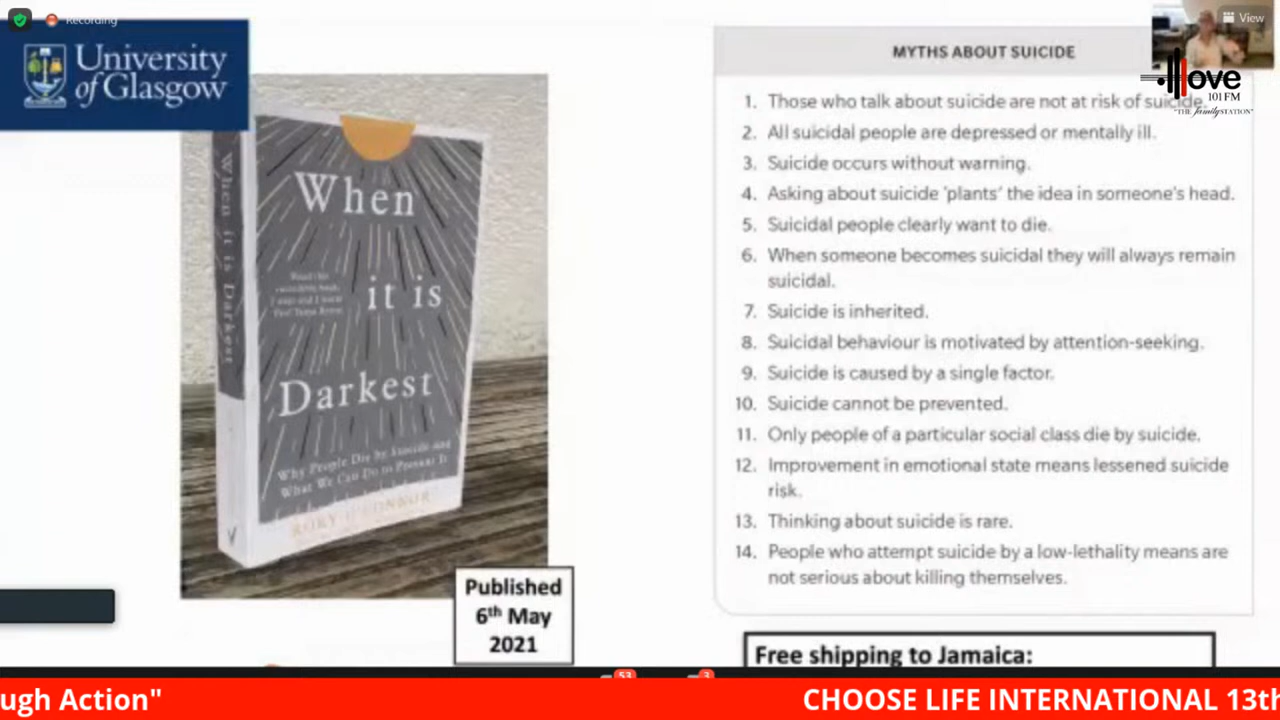 Recording
View
University
of Glasgow
When it is Darkest
When
it is
Darkest
Why People Die by Suicide and
What We Can Do to Prevent It
RORY O'CONNOR
Published
6th May
2021
MYTHS ABOUT SUICIDE
love
101 FM
"THE family STATION"
1. Those who talk about suicide are not at risk of suicide.
2. All suicidal people are depressed or mentally ill.
3. Suicide occurs without warning.
4. Asking about suicide 'plants' the idea in someone's head.
5. Suicidal people clearly want to die.
6. When someone becomes suicidal they will always remain
suicidal.
7. Suicide is inherited.
8. Suicidal behaviour is motivated by attention-seeking.
9. Suicide is caused by a single factor.
10. Suicide cannot be prevented.
11. Only people of a particular social class die by suicide.
12. Improvement in emotional state means lessened suicide
risk.
13. Thinking about suicide is rare.
14. People who attempt suicide by a low-lethality means are
not serious about killing themselves.
Free shipping to Jamaica:
53
3
ugh Action" CHOOSE LIFE INTERNATIONAL 13th